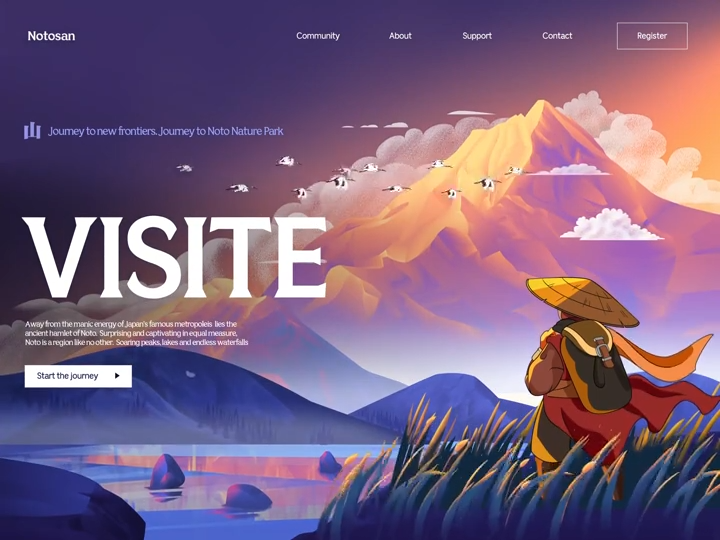 Notosan
Community
About
Support
Contact
Register
Journey to new frontiers. Journey to Noto Nature Park
VISITE
Away from the manic energy of Japan's famous metropoleis lies the
ancient hamlet of Noto. Surprising and captivating in equal measure,
Noto is a region like no other. Soaring peaks, lakes and endless waterfalls
Start the journey